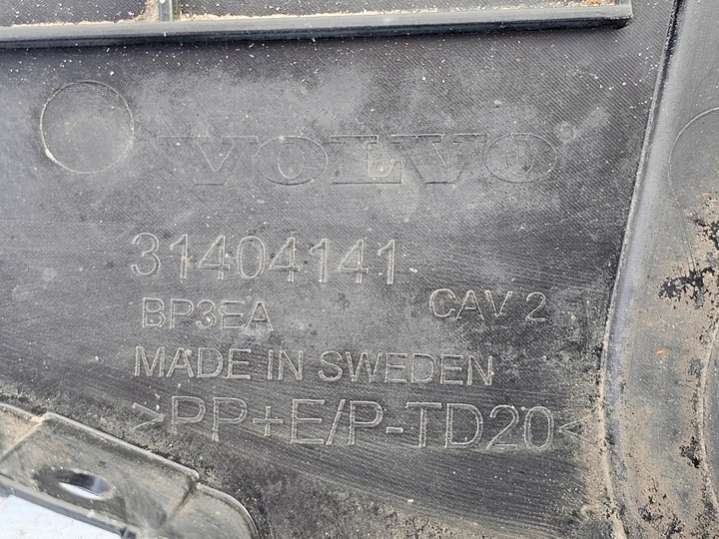 VOLVO
31404141
BP3EA CAV 2
MADE IN SWEDEN
>PP+E/P-TD20<